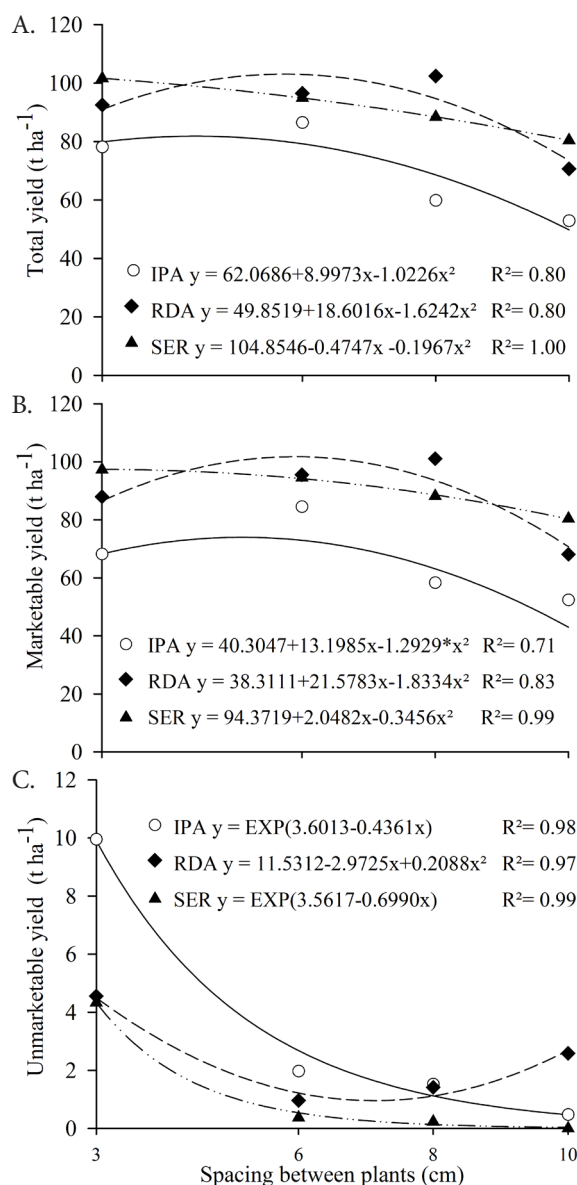 A.
120
100
80
60
40
20
0
Total yield (t ha⁻¹)
IPA y = 62.0686+8.9973x-1.0226x² R²= 0.80
RDA y = 49.8519+18.6016x-1.6242x² R²= 0.80
SER y = 104.8546-0.4747x -0.1967x² R²= 1.00
B.
120
100
80
60
40
20
0
Marketable yield (t ha⁻¹)
IPA y = 40.3047+13.1985x-1.2929*x² R²= 0.71
RDA y = 38.3111+21.5783x-1.8334x² R²= 0.83
SER y = 94.3719+2.0482x-0.3456x² R²= 0.99
C.
12
10
8
6
4
2
0
Unmarketable yield (t ha⁻¹)
IPA y = EXP(3.6013-0.4361x) R²= 0.98
RDA y = 11.5312-2.9725x+0.2088x² R²= 0.97
SER y = EXP(3.5617-0.6990x) R²= 0.99
3 6 8 10
Spacing between plants (cm)